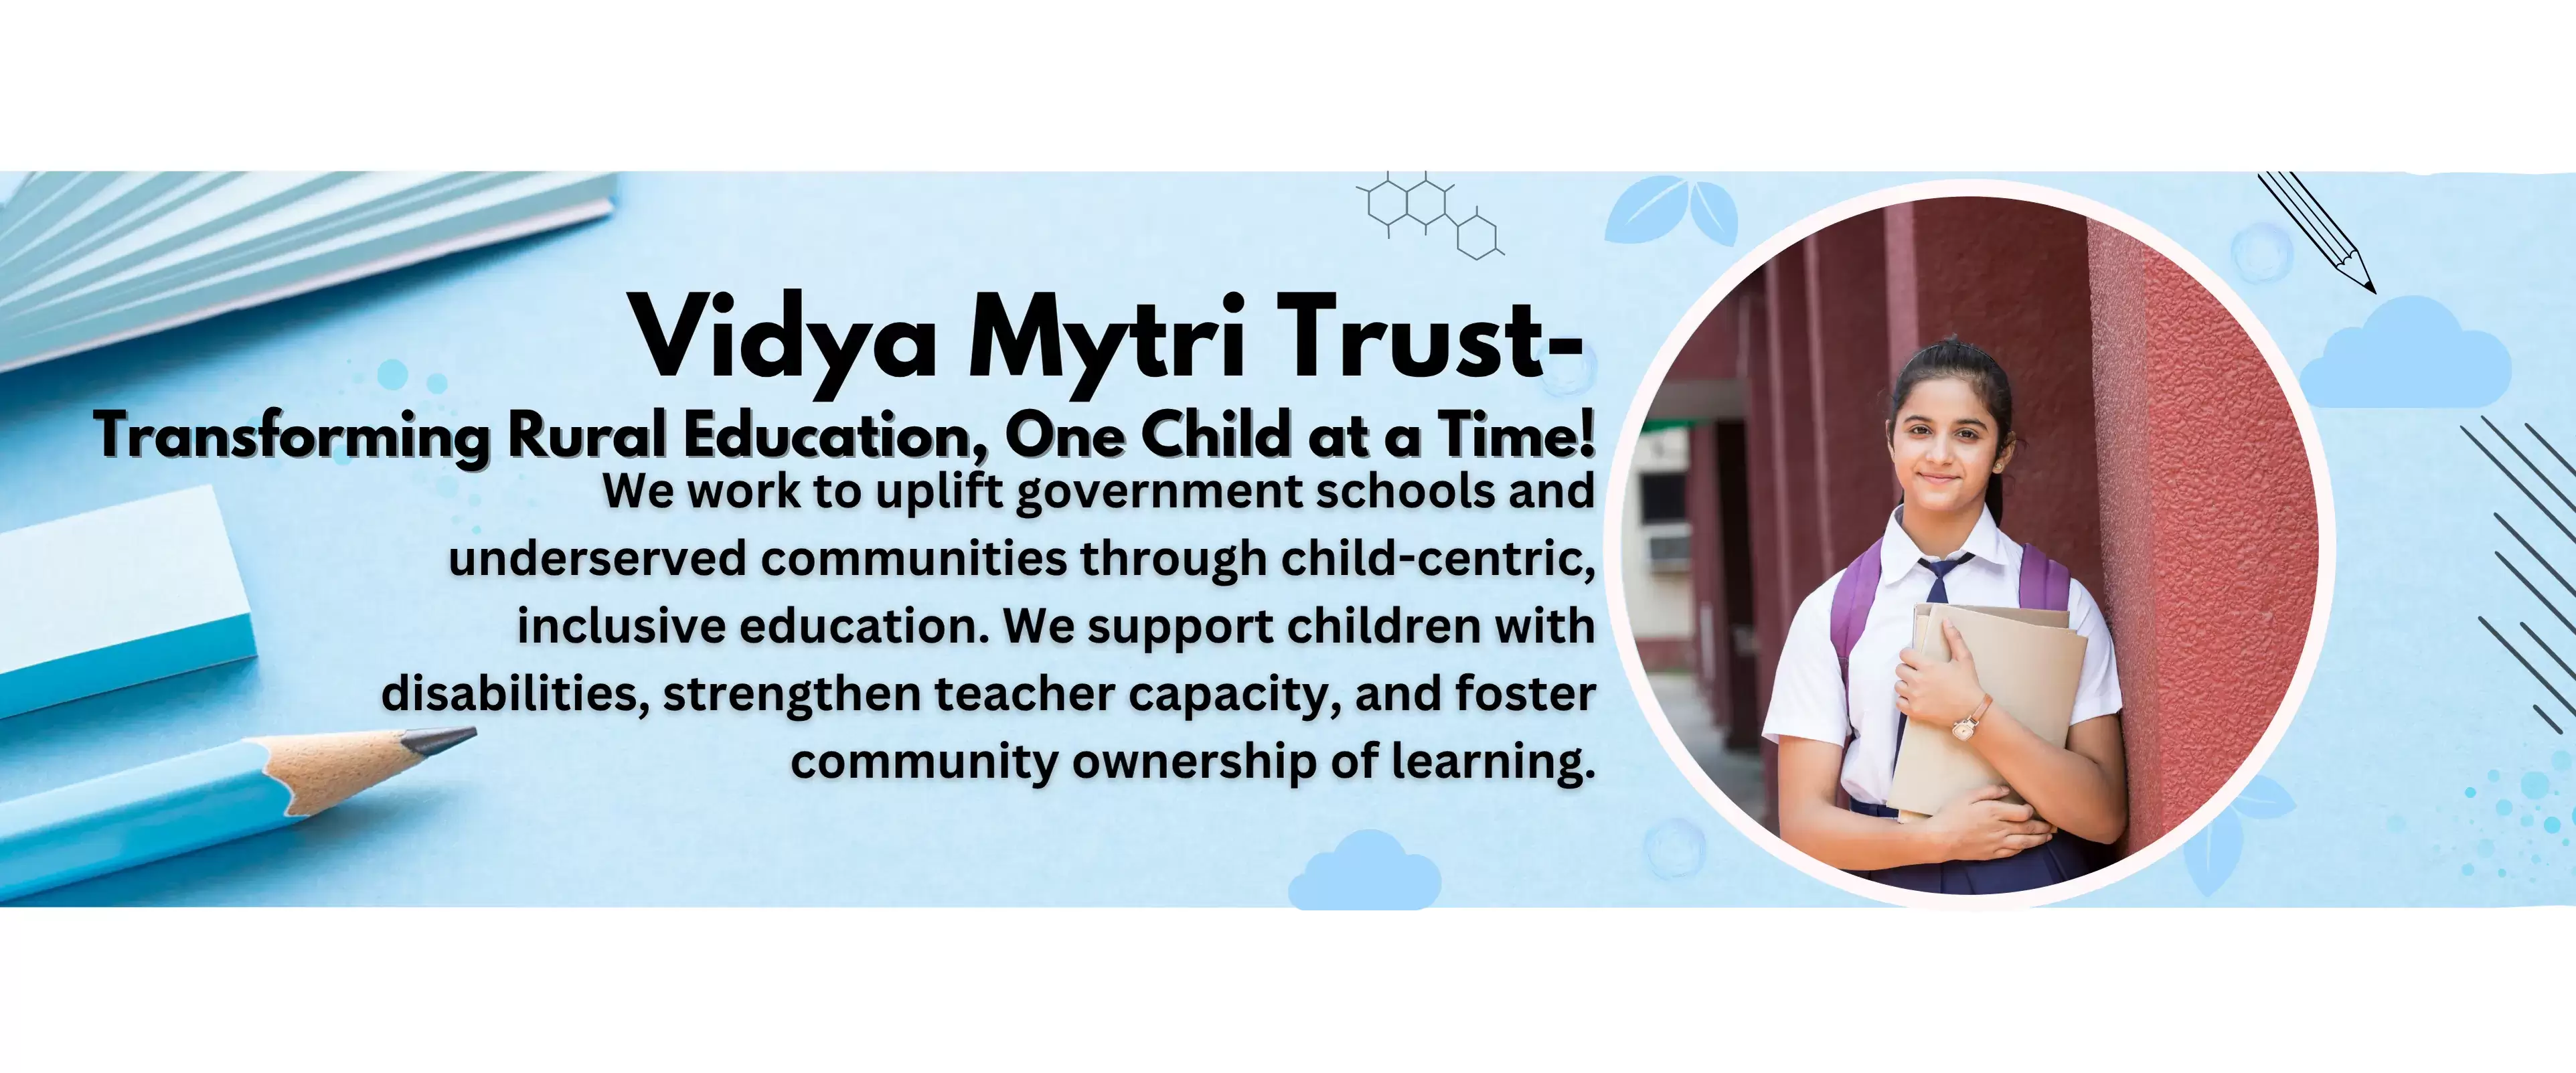 Vidya Mytri Trust-
Transforming Rural Education, One Child at a Time!
We work to uplift government schools and
underserved communities through child-centric,
inclusive education. We support children with
disabilities, strengthen teacher capacity, and foster
community ownership of learning.